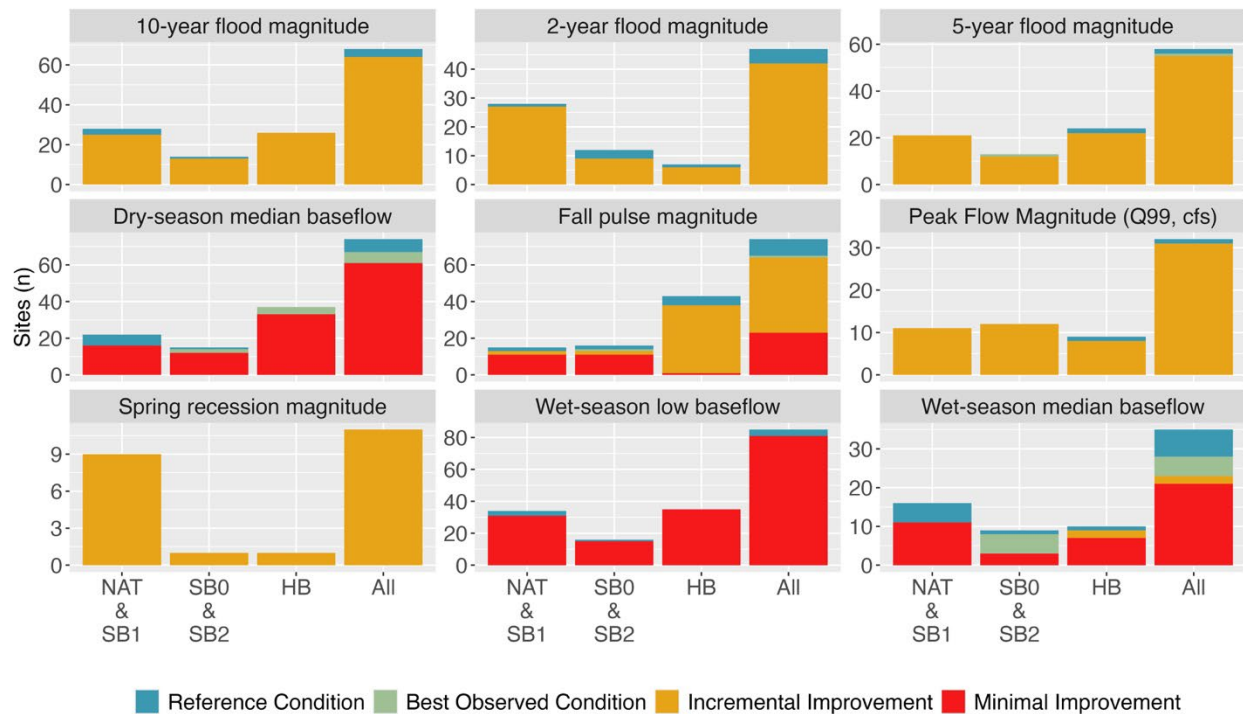 10-year flood magnitude
2-year flood magnitude
5-year flood magnitude
60
40
20
0
40
30
20
10
0
60
40
20
0
Dry-season median baseflow
Fall pulse magnitude
Peak Flow Magnitude (Q99, cfs)
Sites (n)
60
40
20
0
60
40
20
0
30
20
10
0
Spring recession magnitude
Wet-season low baseflow
Wet-season median baseflow
9
6
3
0
80
60
40
20
0
30
20
10
0
NAT
&
SB1
SB0
&
SB2
HB
All
NAT
&
SB1
SB0
&
SB2
HB
All
NAT
&
SB1
SB0
&
SB2
HB
All
Reference Condition
Best Observed Condition
Incremental Improvement
Minimal Improvement